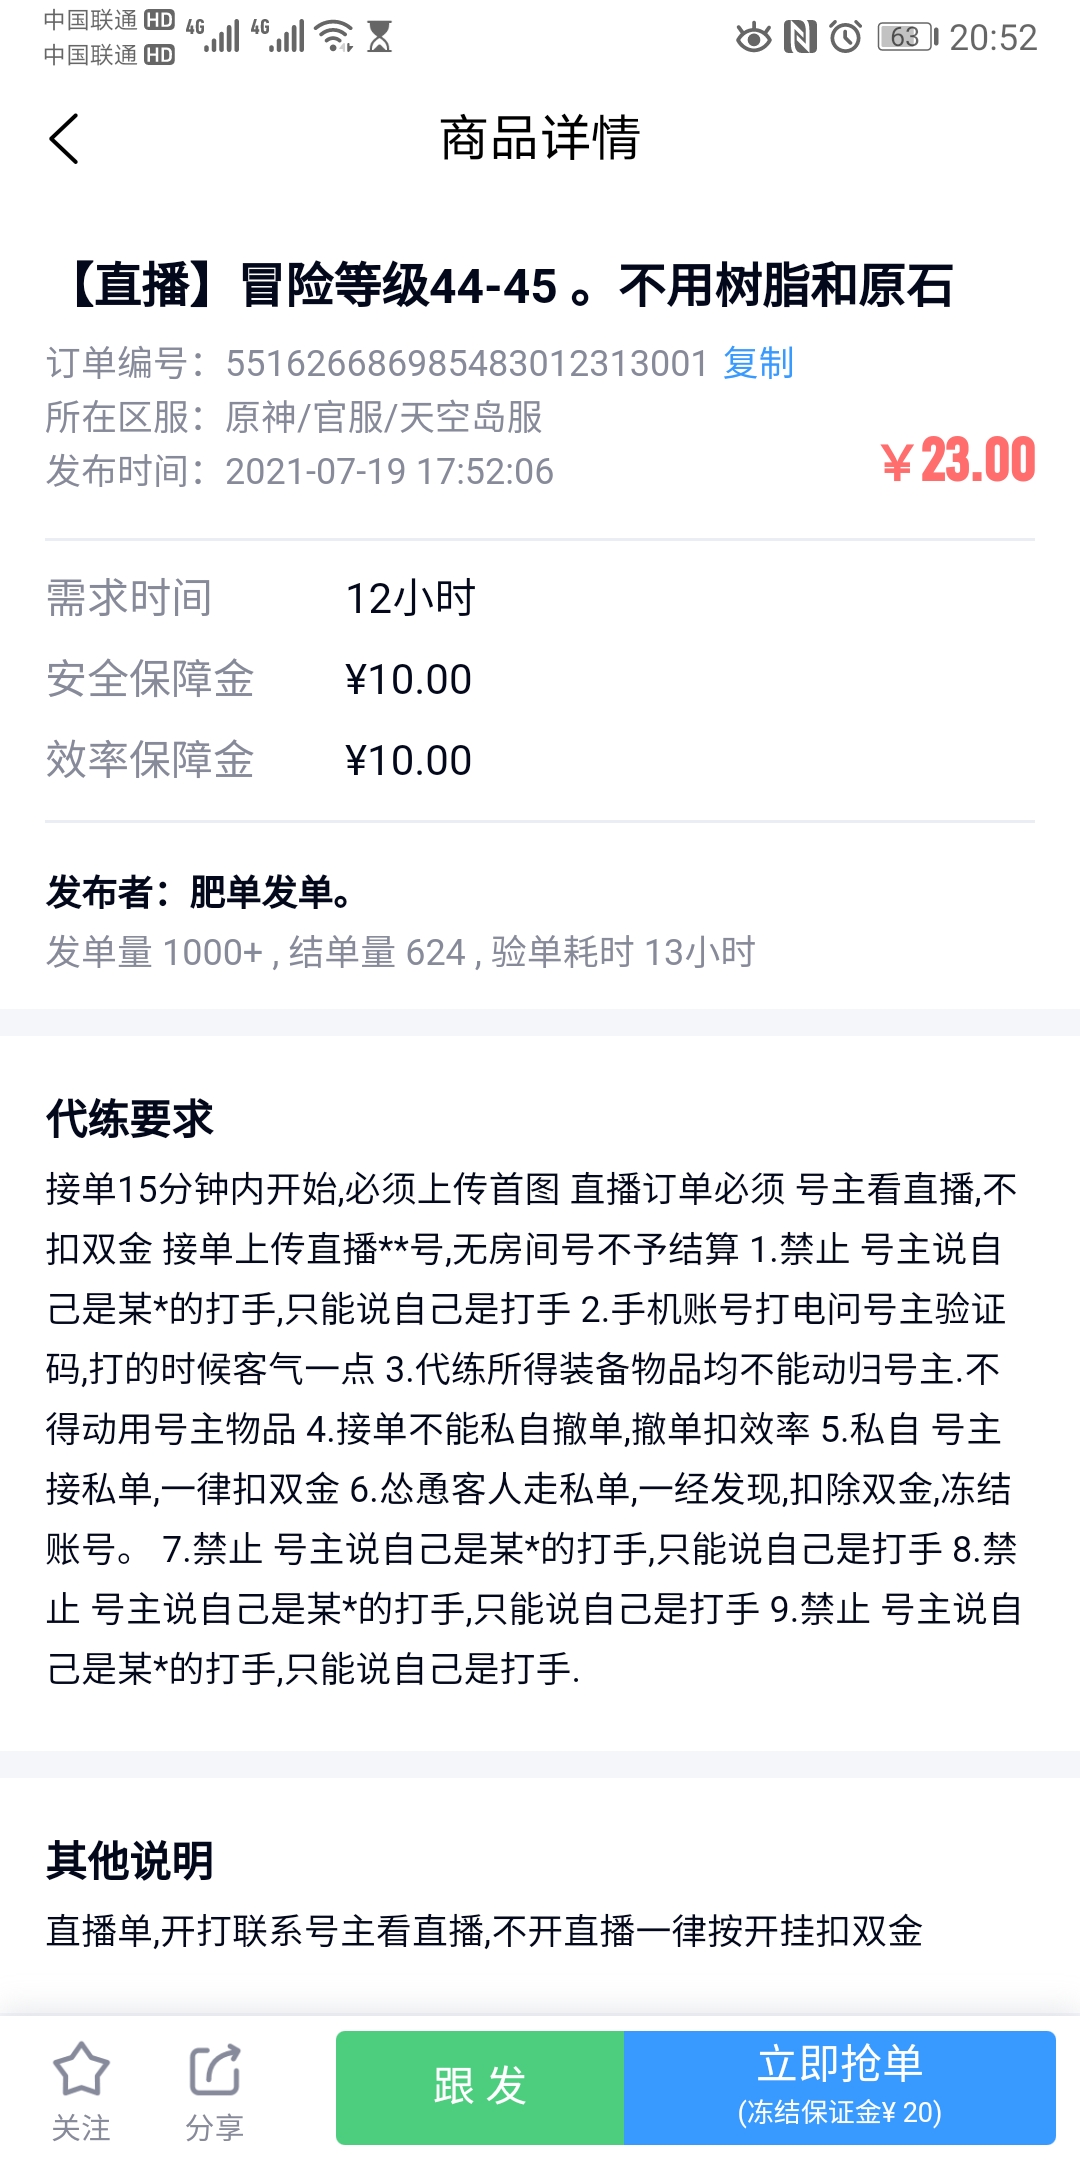 中国联通 HD 4G 4G 63 20:52
中国联通 HD
商品详情
【直播】冒险等级44-45 。不用树脂和原石
订单编号：551626686985483012313001 复制
所在区服：原神/官服/天空岛服
发布时间：2021-07-19 17:52:06
￥23.00
需求时间 12小时
安全保障金 ¥10.00
效率保障金 ¥10.00
发布者：肥单发单。
发单量 1000+ , 结单量 624 , 验单耗时 13小时
代练要求
接单15分钟内开始,必须上传首图 直播订单必须 号主看直播,不
扣双金 接单上传直播**号,无房间号不予结算 1.禁止 号主说自
己是某*的打手,只能说自己是打手 2.手机账号打电问号主验证
码,打的时候客气一点 3.代练所得装备物品均不能动归号主.不
得动用号主物品 4.接单不能私自撤单,撤单扣效率 5.私自 号主
接私单,一律扣双金 6.怂恿客人走私单,一经发现,扣除双金,冻结
账号。 7.禁止 号主说自己是某*的打手,只能说自己是打手 8.禁
止 号主说自己是某*的打手,只能说自己是打手 9.禁止 号主说自
己是某*的打手,只能说自己是打手.
其他说明
直播单,开打联系号主看直播,不开直播一律按开挂扣双金
关注
分享
跟 发
立即抢单
(冻结保证金¥ 20)